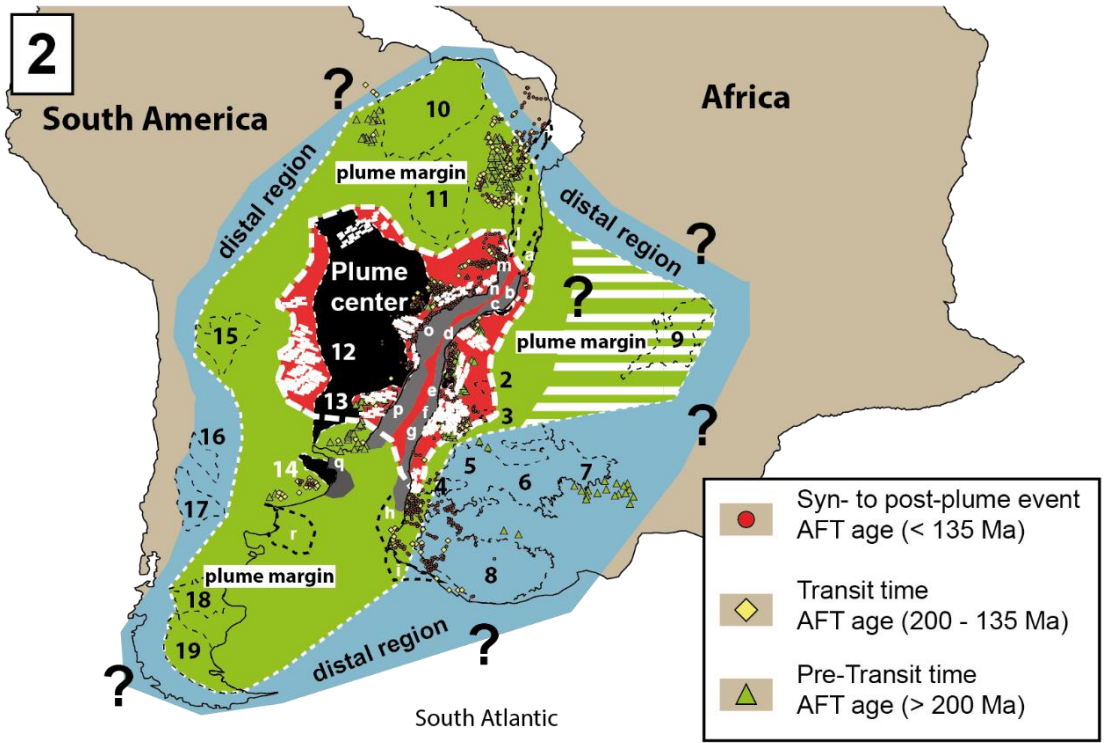 2
South America
Africa
?
10
j
plume margin
11
k
distal region
distal region
l
a
?
Plume
center
m
n
b
c
?
o
d
plume margin
9
15
12
13
2
e
p
f
3
g
?
16
14
q
4
5
6
7
17
h
r
8
i
plume margin
18
19
distal region
?
?
South Atlantic
Syn- to post-plume event
AFT age (< 135 Ma)
Transit time
AFT age (200 - 135 Ma)
Pre-Transit time
AFT age (> 200 Ma)